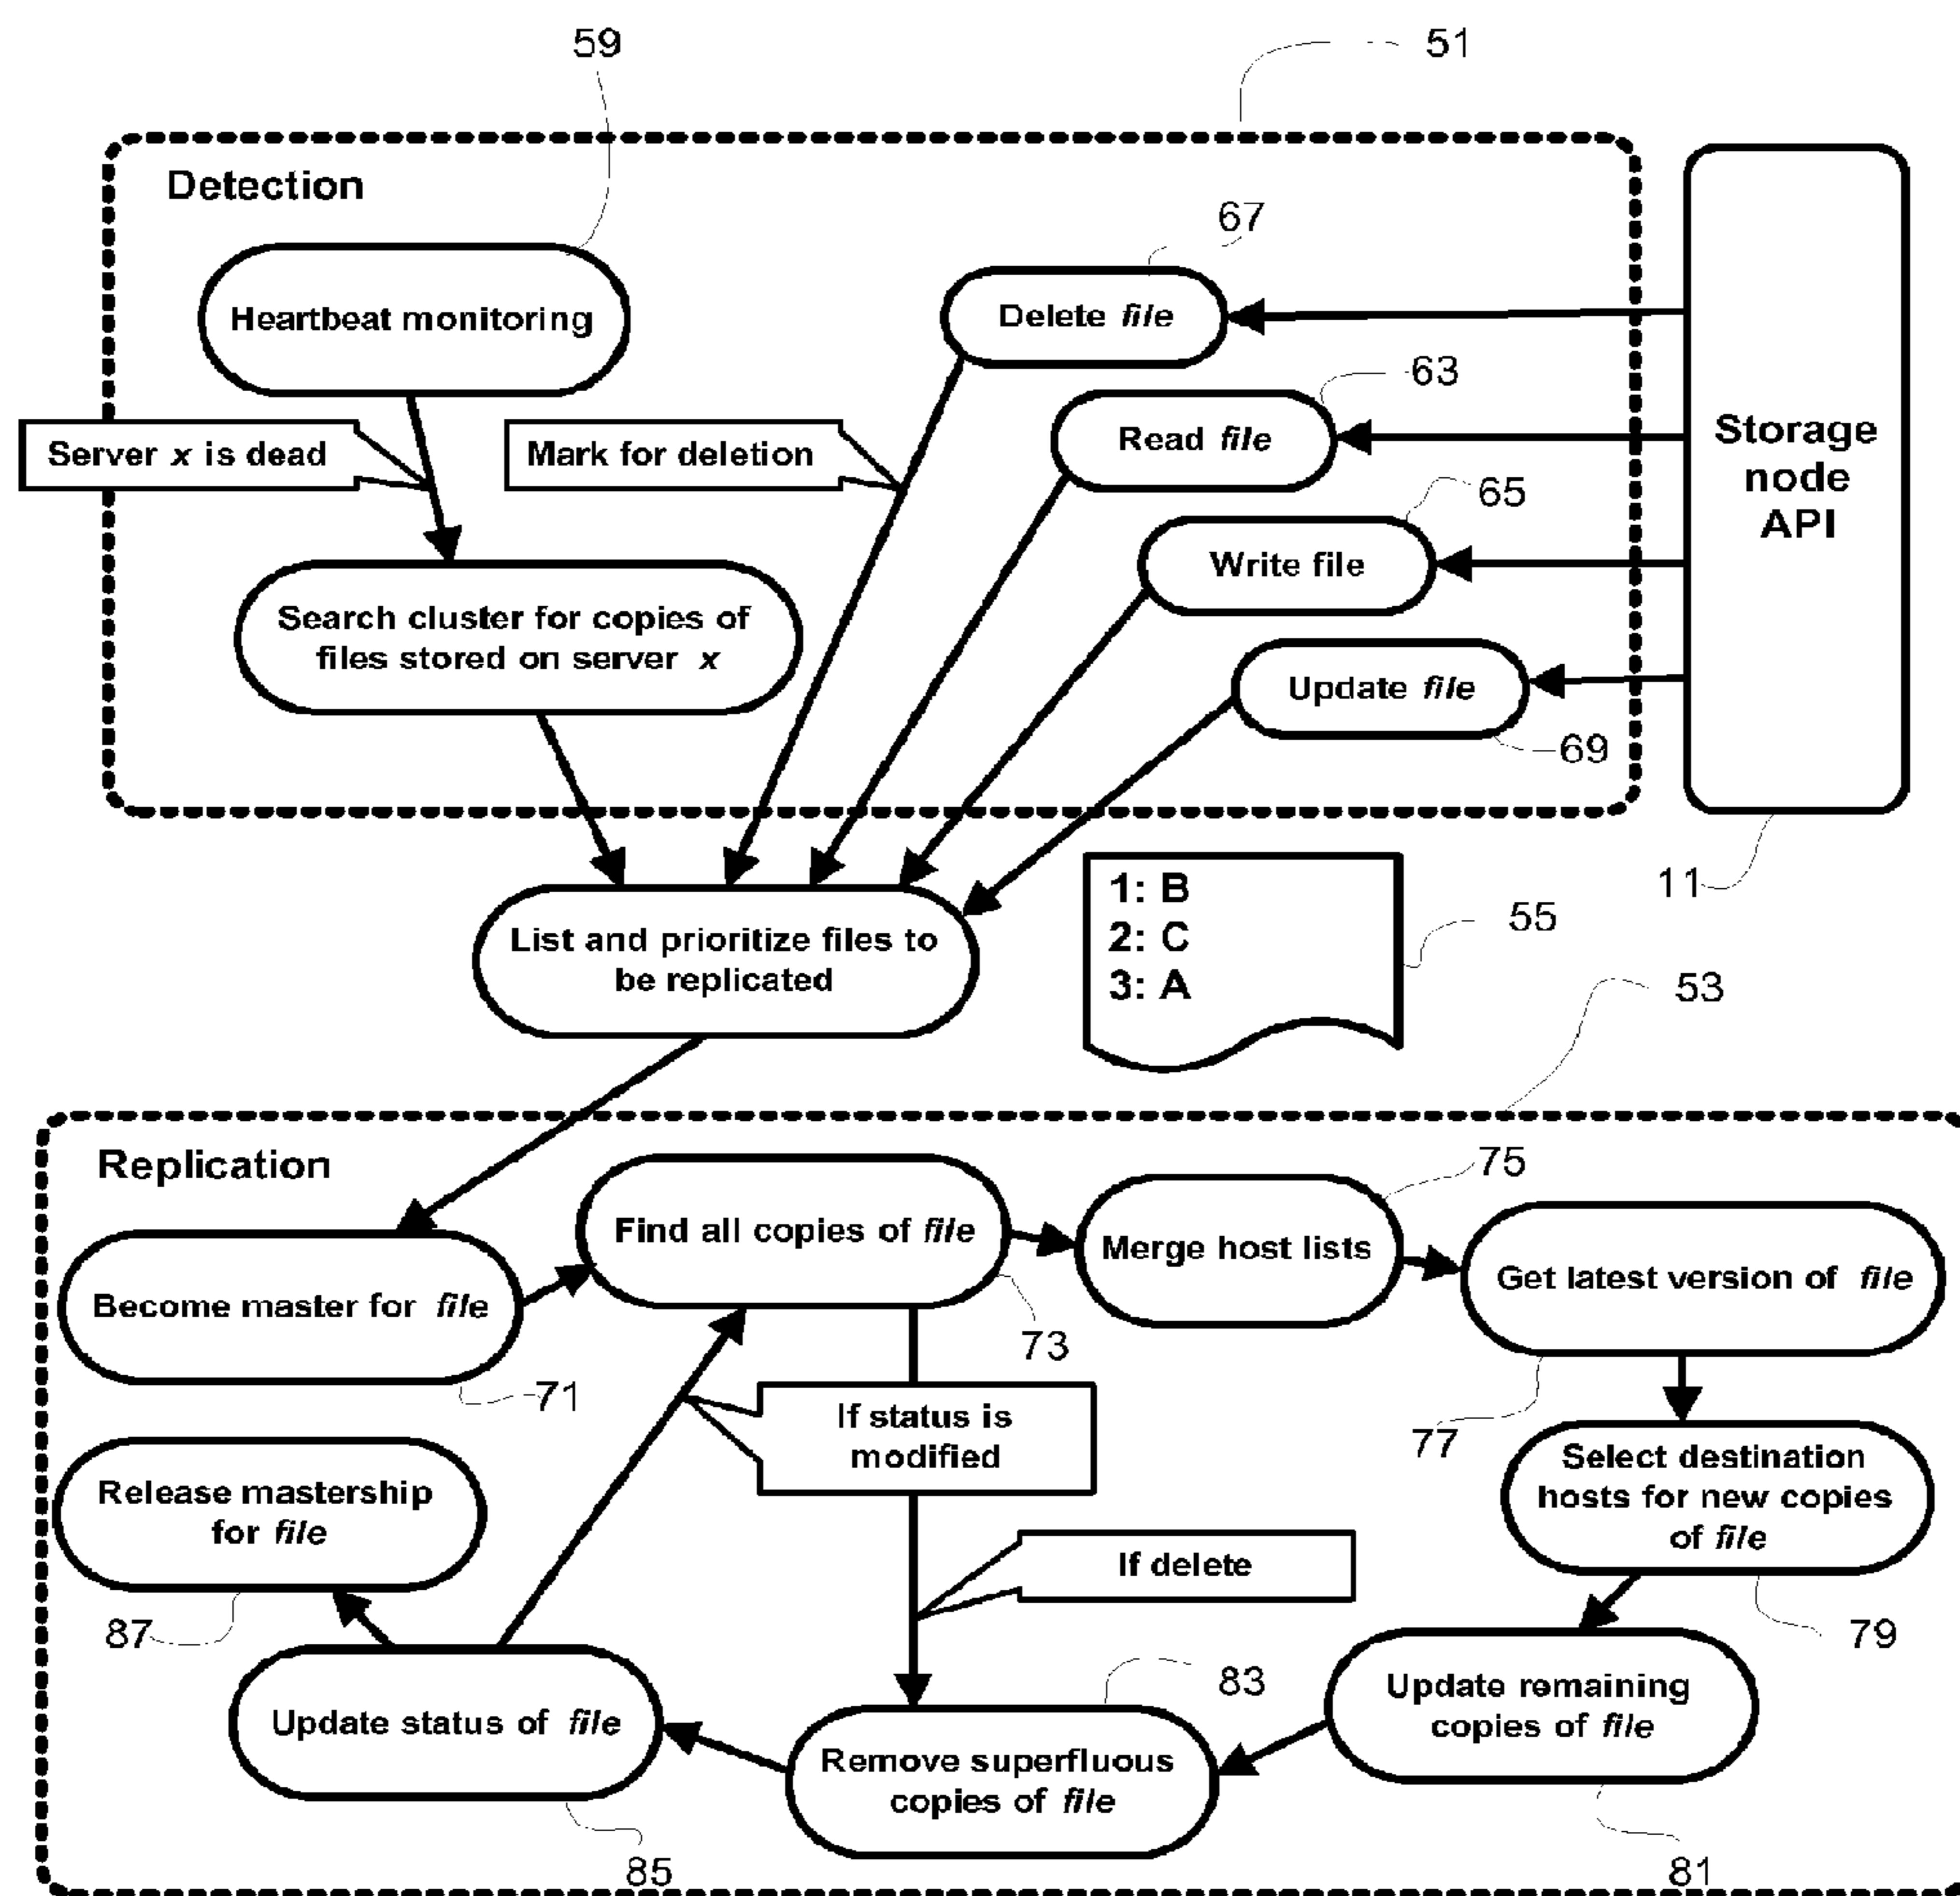 59
51
Detection
67
Heartbeat monitoring
Delete file
63
Read file
Storage
node
API
Server x is dead
Mark for deletion
65
Write file
Search cluster for copies of
files stored on server x
Update file
69
11
1: B
2: C
3: A
55
List and prioritize files to
be replicated
53
Replication
75
Find all copies of file
Merge host lists
Get latest version of file
Become master for file
73
71
77
If status is
modified
Select destination
hosts for new copies
of file
Release mastership
for file
If delete
87
79
83
Update remaining
copies of file
Update status of file
Remove superfluous
copies of file
85
81